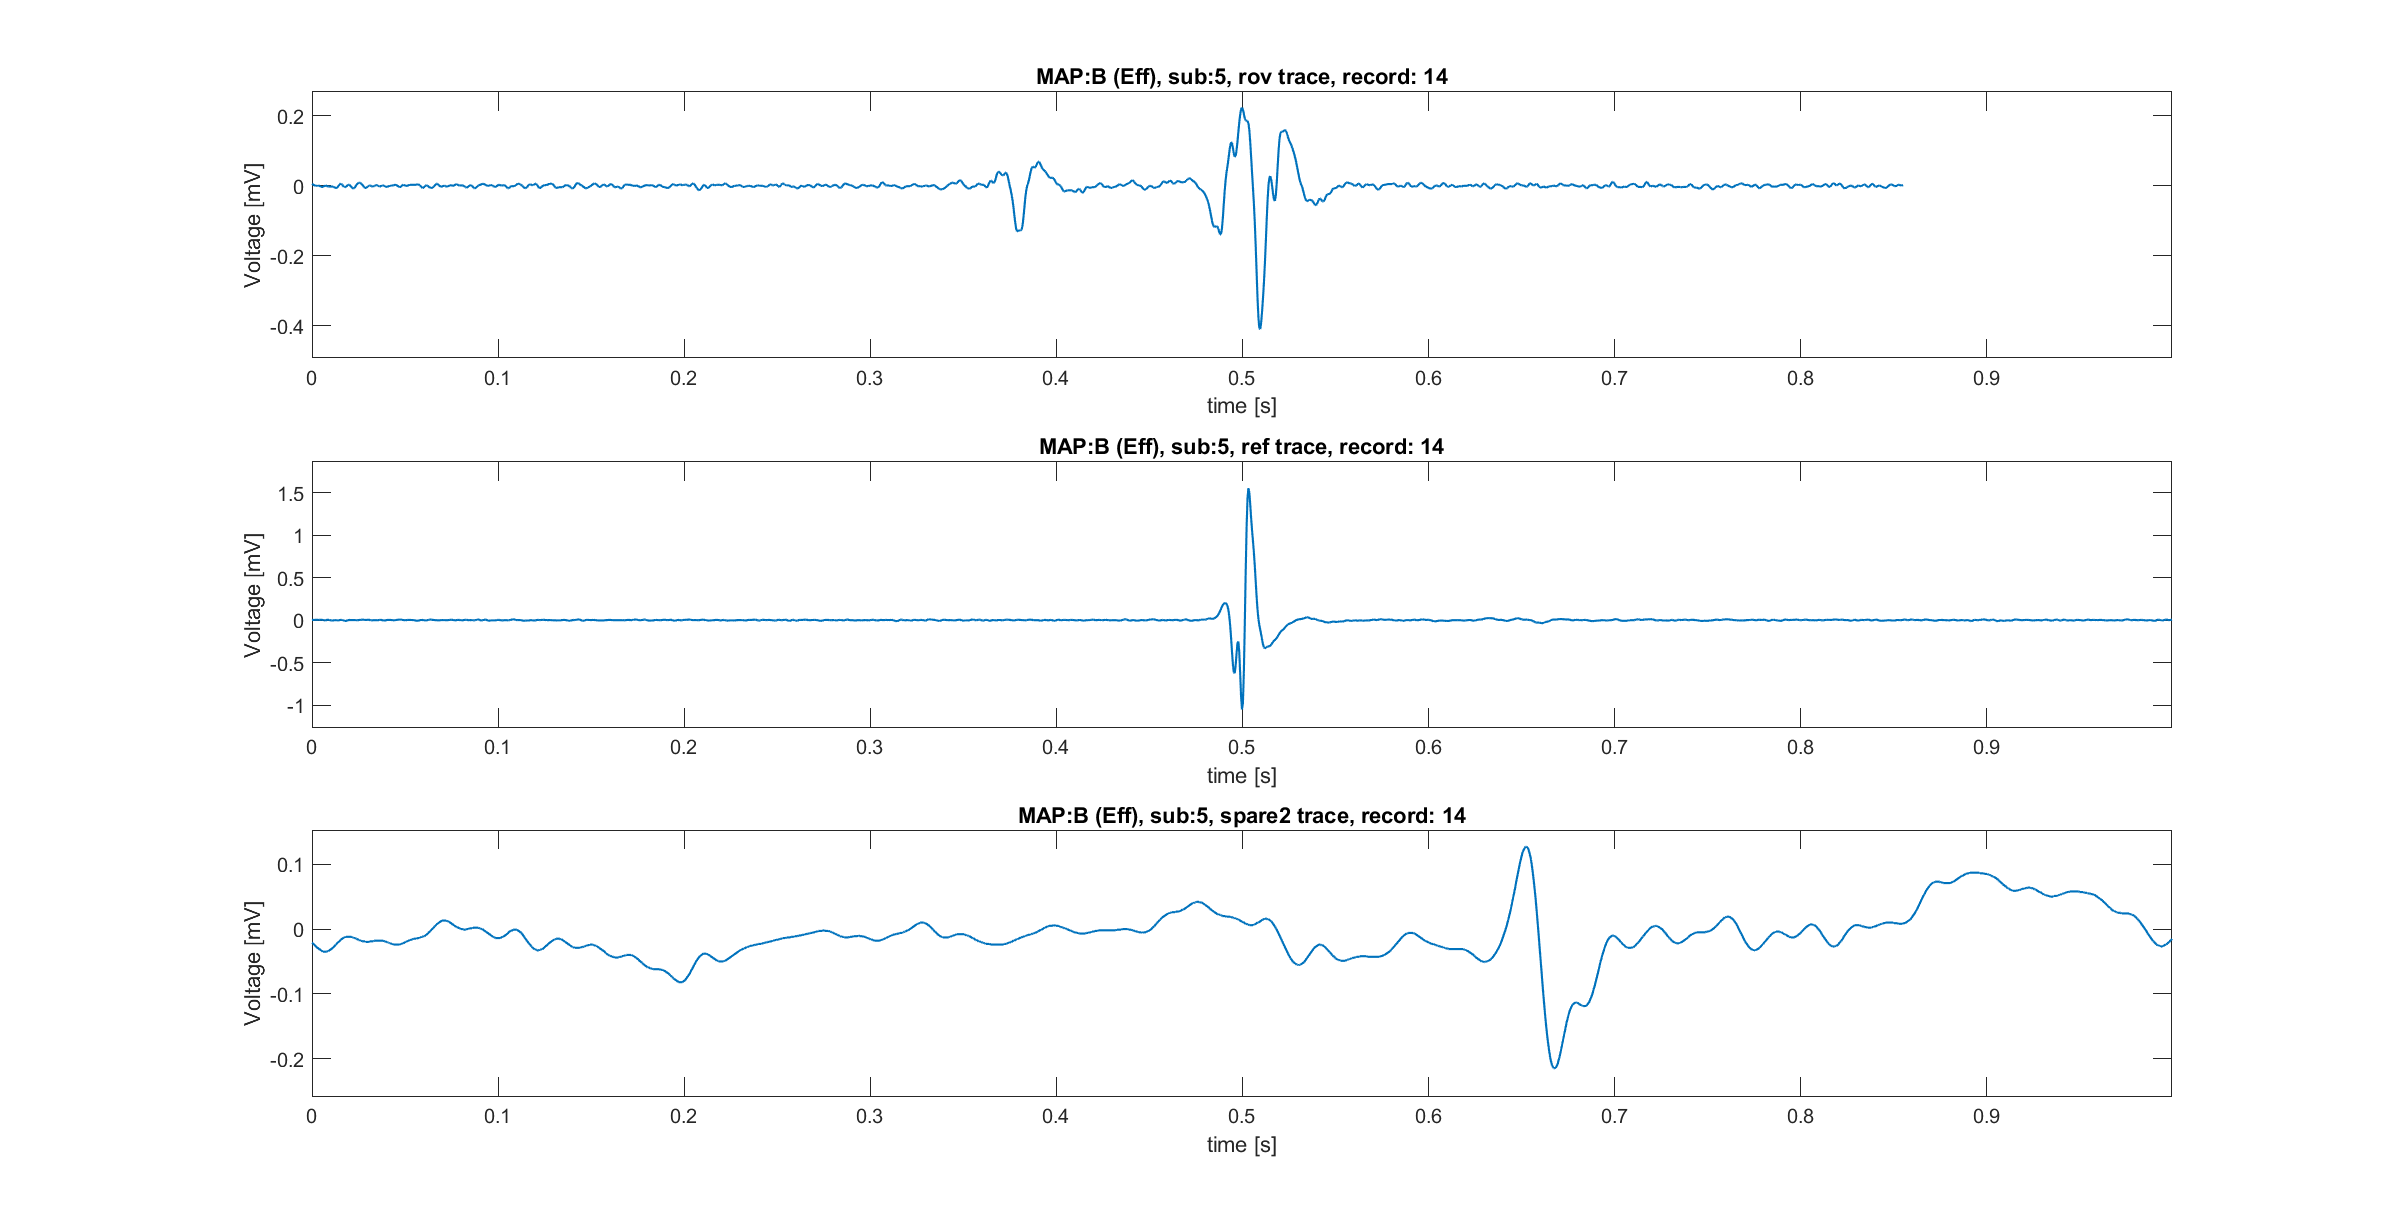 MAP:B (Eff), sub:5, rov trace, record: 14
Voltage [mV]
0.2
0
-0.2
-0.4
0 0.1 0.2 0.3 0.4 0.5 0.6 0.7 0.8 0.9
time [s]
MAP:B (Eff), sub:5, ref trace, record: 14
Voltage [mV]
1.5
1
0.5
0
-0.5
-1
0 0.1 0.2 0.3 0.4 0.5 0.6 0.7 0.8 0.9
time [s]
MAP:B (Eff), sub:5, spare2 trace, record: 14
Voltage [mV]
0.1
0
-0.1
-0.2
0 0.1 0.2 0.3 0.4 0.5 0.6 0.7 0.8 0.9
time [s]